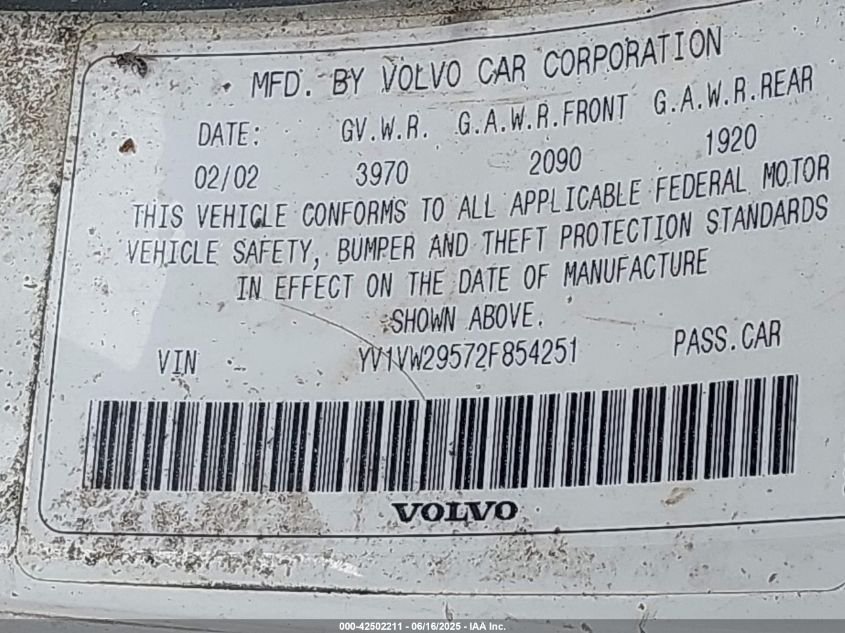 MFD. BY VOLVO CAR CORPORATION
DATE: GV.W.R. G.A.W.R.FRONT G.A.W.R.REAR
02/02 3970 2090 1920
THIS VEHICLE CONFORMS TO ALL APPLICABLE FEDERAL MOTOR
VEHICLE SAFETY, BUMPER AND THEFT PROTECTION STANDARDS
IN EFFECT ON THE DATE OF MANUFACTURE
SHOWN ABOVE.
VIN YV1VW29572F854251 PASS.CAR
VOLVO
000-42502211 - 06/16/2025 - IAA Inc.